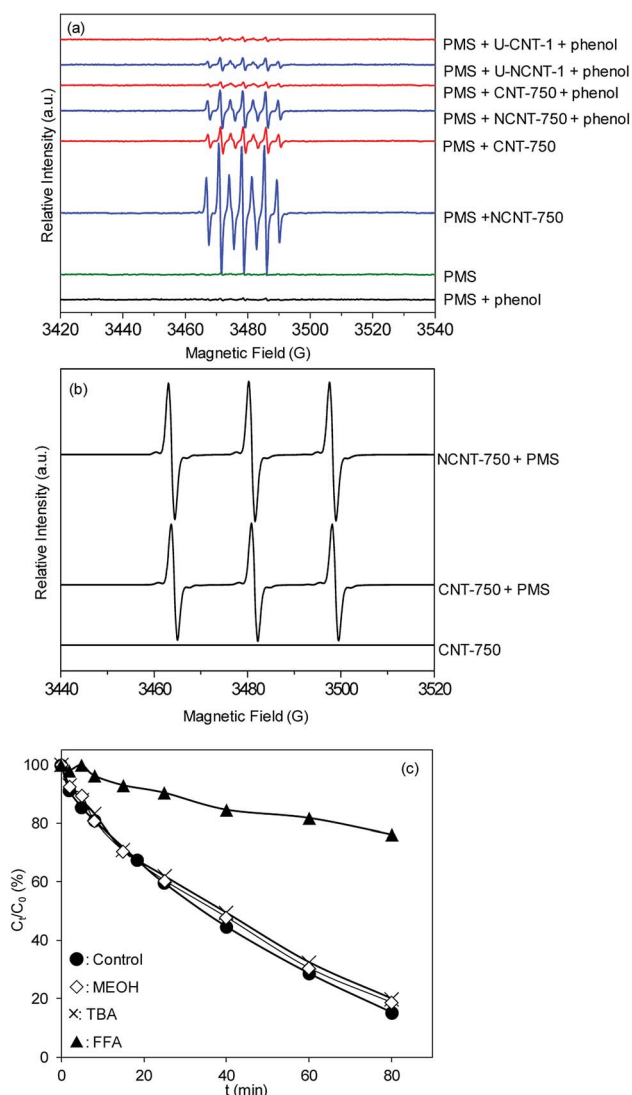 (a)
PMS + U-CNT-1 + phenol
PMS + U-NCNT-1 + phenol
PMS + CNT-750 + phenol
PMS + NCNT-750 + phenol
PMS + CNT-750
PMS +NCNT-750
PMS
PMS + phenol
Relative Intensity (a.u.)
3420 3440 3460 3480 3500 3520 3540
Magnetic Field (G)
(b)
NCNT-750 + PMS
CNT-750 + PMS
CNT-750
Relative Intensity (a.u.)
3440 3460 3480 3500 3520
Magnetic Field (G)
(c)
100
80
60
40
20
0
Ct/C0 (%)
: Control
: MEOH
: TBA
: FFA
0 20 40 60 80
t (min)